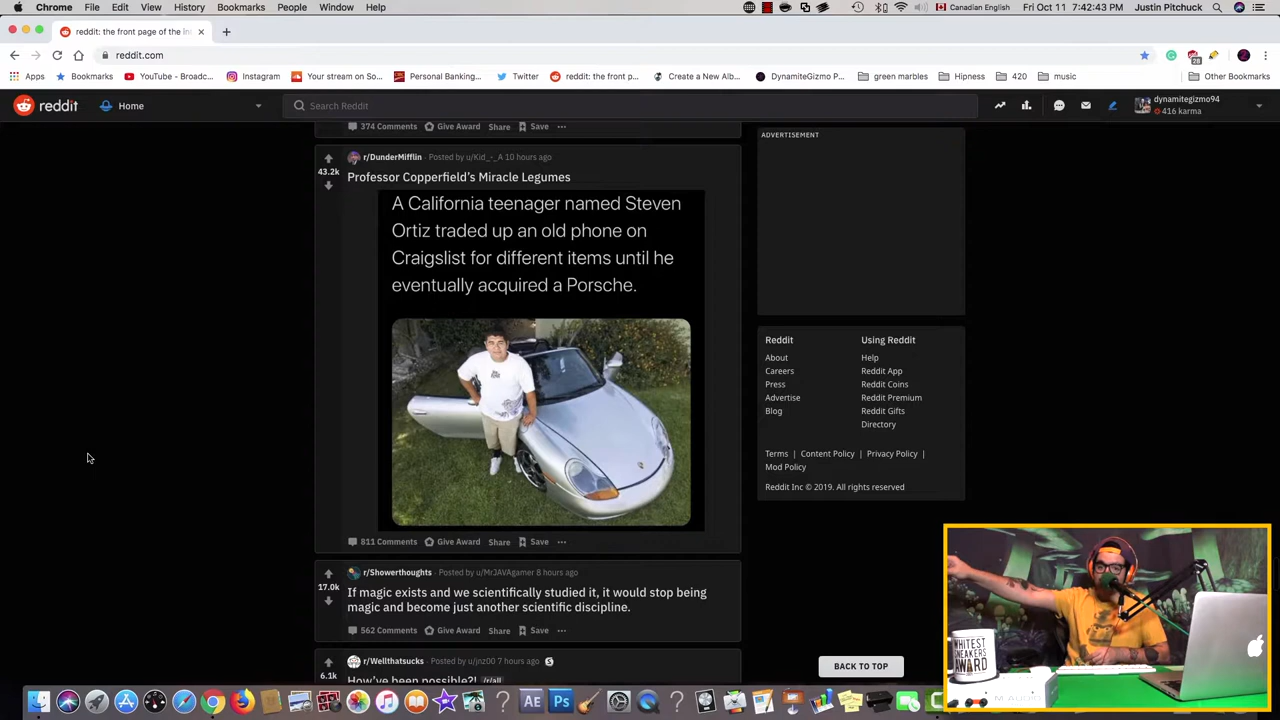 Chrome File Edit View History Bookmarks People Window Help Canadian English Fri Oct 11 7:42:43 PM Justin Pitchuck
reddit: the front page of the in
reddit.com
Apps Bookmarks YouTube - Broadc... Instagram Your stream on So... Personal Banking... Twitter reddit: the front p... Create a New Alb... DynamiteGizmo P... green marbles Hipness 420 music Other Bookmarks
28
reddit Home Search Reddit dynamitegizmo94
416 karma
374 Comments Give Award Share Save
ADVERTISEMENT
r/DunderMifflin · Posted by u/Kid_-_A 10 hours ago
43.2k
Professor Copperfield's Miracle Legumes
A California teenager named Steven
Ortiz traded up an old phone on
Craigslist for different items until he
eventually acquired a Porsche.
Reddit Using Reddit
About Help
Careers Reddit App
Press Reddit Coins
Advertise Reddit Premium
Blog Reddit Gifts
Directory
Terms | Content Policy | Privacy Policy |
Mod Policy
Reddit Inc © 2019. All rights reserved
811 Comments Give Award Share Save
r/Showerthoughts · Posted by u/MrJAVAgamer 8 hours ago
17.0k
If magic exists and we scientifically studied it, it would stop being
magic and become just another scientific discipline.
562 Comments Give Award Share Save
r/Wellthatsucks · Posted by u/jnz00 7 hours ago
6.1k
How've been possible?! r/all
BACK TO TOP
WHITEST
SNEAKERS
AWARD
M-AUDIO
Ae Ps